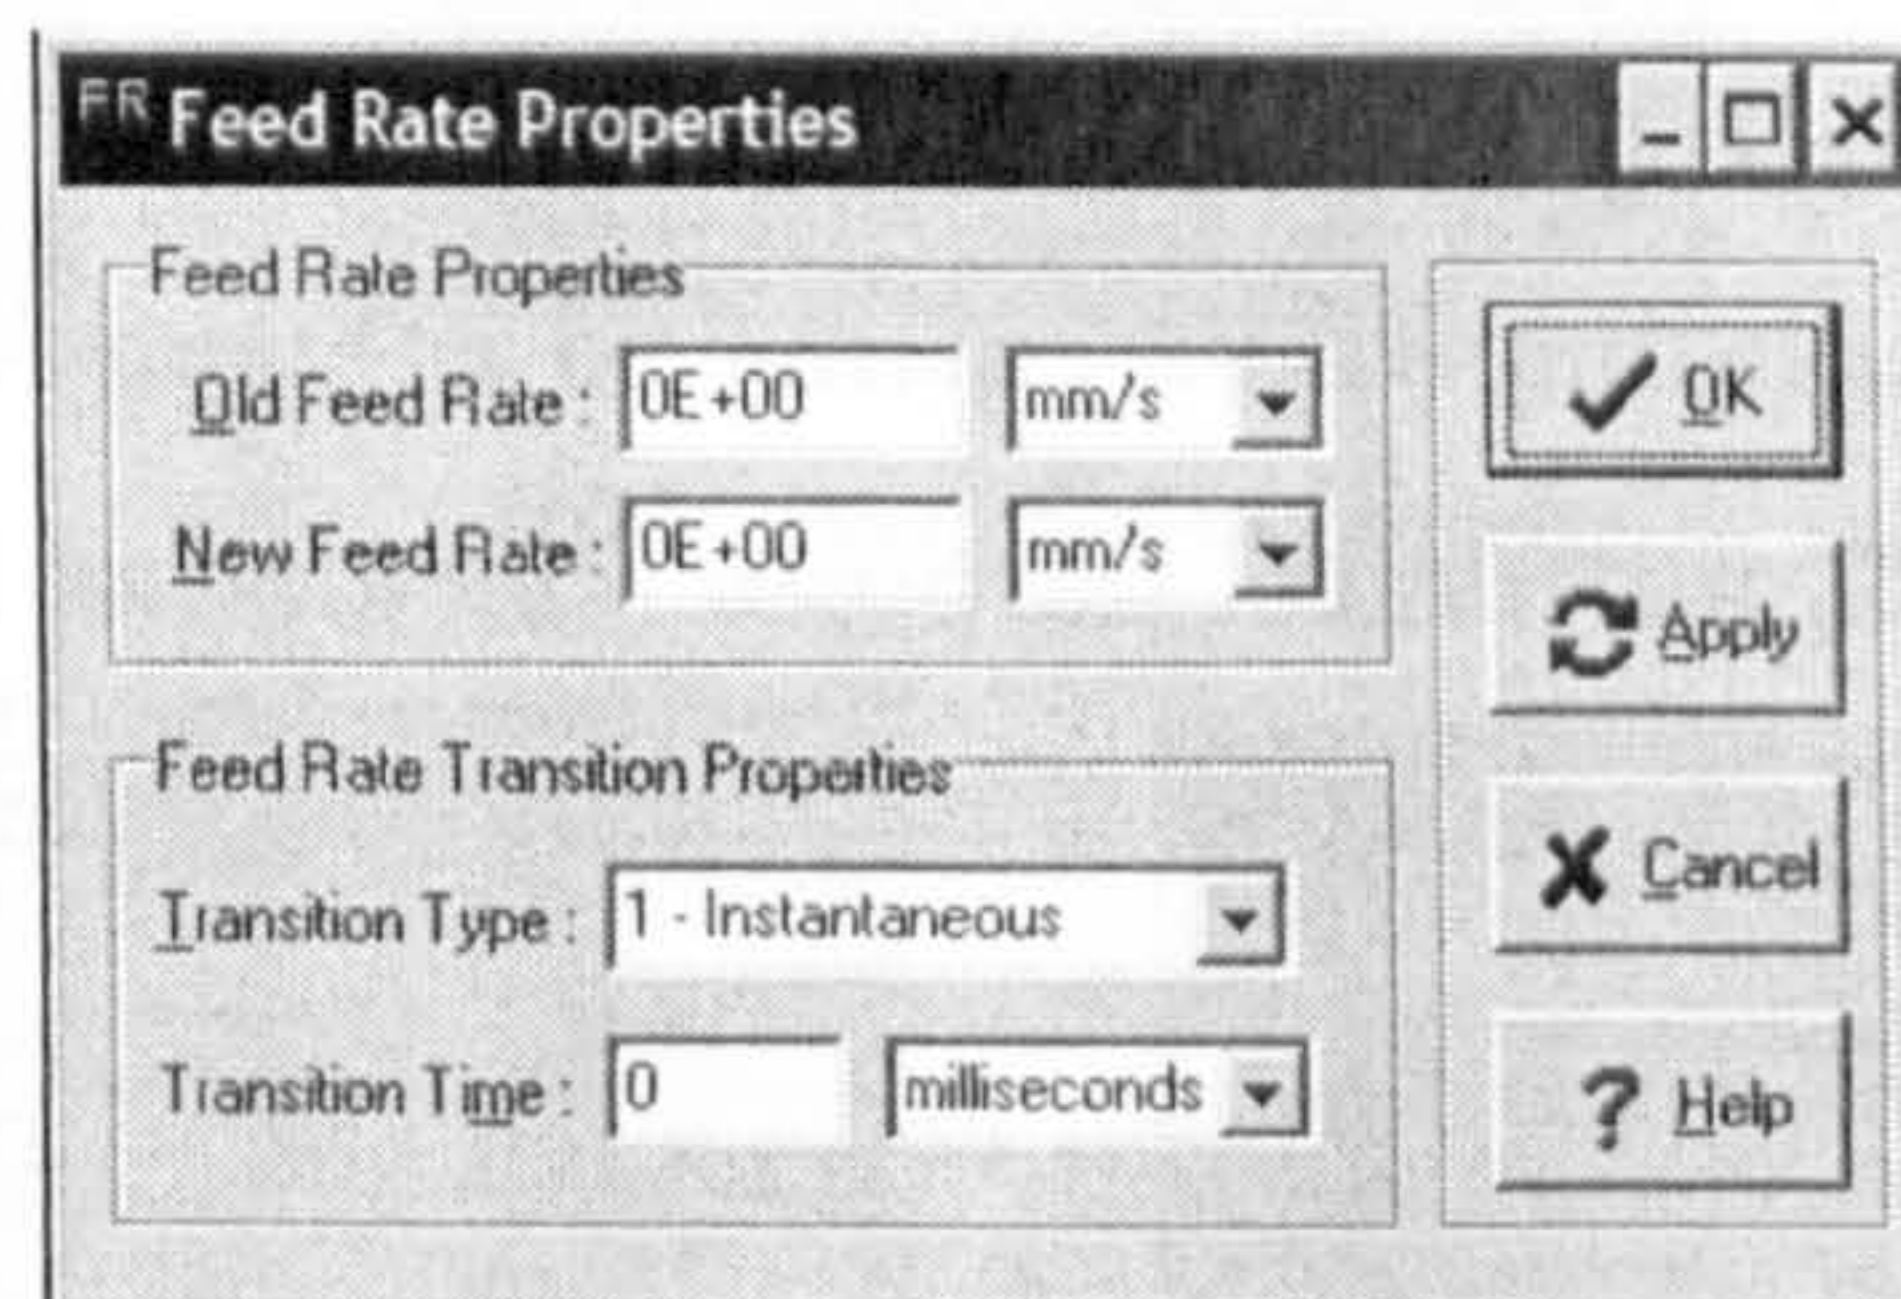 FR Feed Rate Properties
Feed Rate Properties
Old Feed Rate : 0E+00 mm/s
New Feed Rate : 0E+00 mm/s
Feed Rate Transition Properties
Transition Type : 1 - Instantaneous
Transition Time : 0 milliseconds
OK
Apply
Cancel
Help